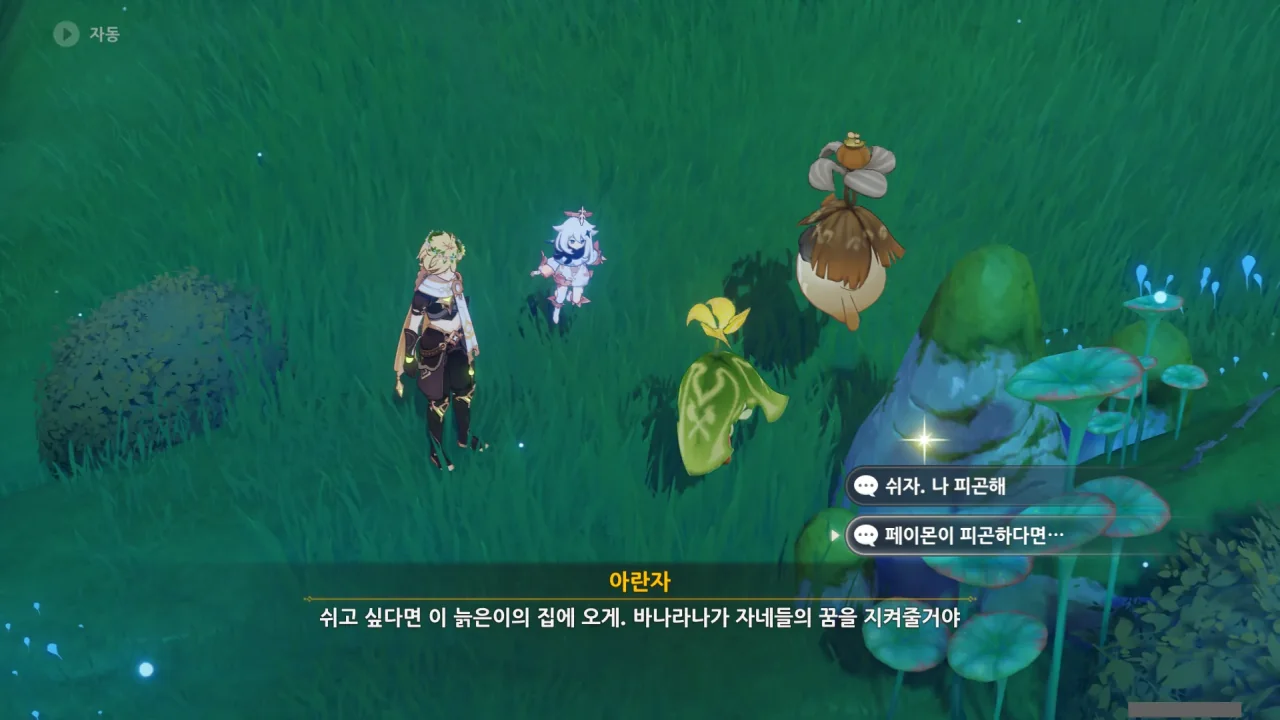 자동
쉬자. 나 피곤해
페이몬이 피곤하다면…
아란자
쉬고 싶다면 이 늙은이의 집에 오게. 바나라나가 자네들의 꿈을 지켜줄거야